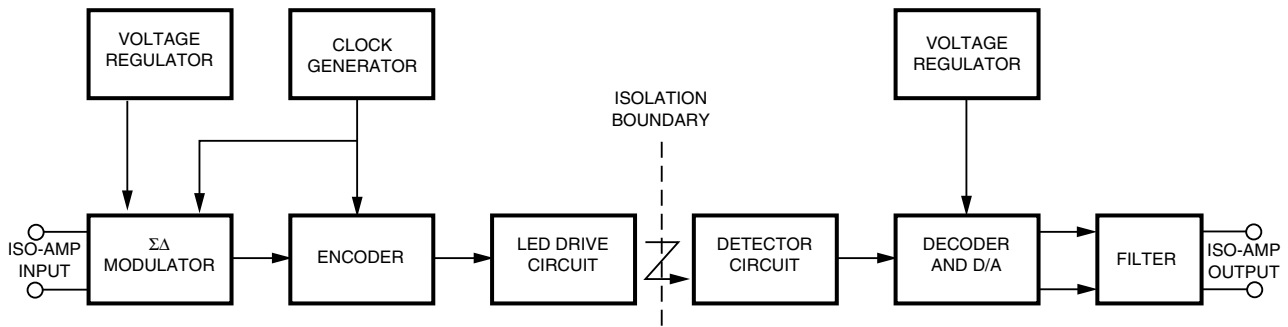 VOLTAGE
REGULATOR
CLOCK
GENERATOR
VOLTAGE
REGULATOR
ISOLATION
BOUNDARY
ISO-AMP
INPUT
ΣΔ
MODULATOR
ENCODER
LED DRIVE
CIRCUIT
DETECTOR
CIRCUIT
DECODER
AND D/A
FILTER
ISO-AMP
OUTPUT